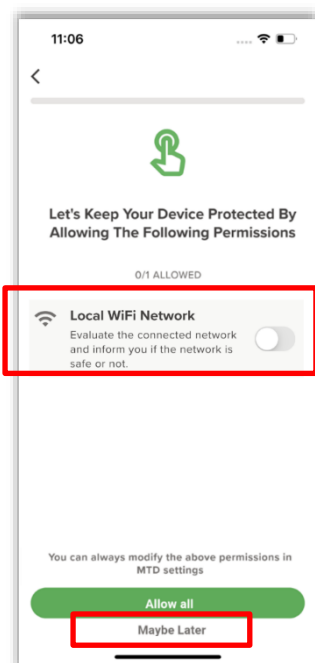 11:06
Let's Keep Your Device Protected By
Allowing The Following Permissions
0/1 ALLOWED
Local WiFi Network
Evaluate the connected network
and inform you if the network is
safe or not.
You can always modify the above permissions in
MTD settings
Allow all
Maybe Later